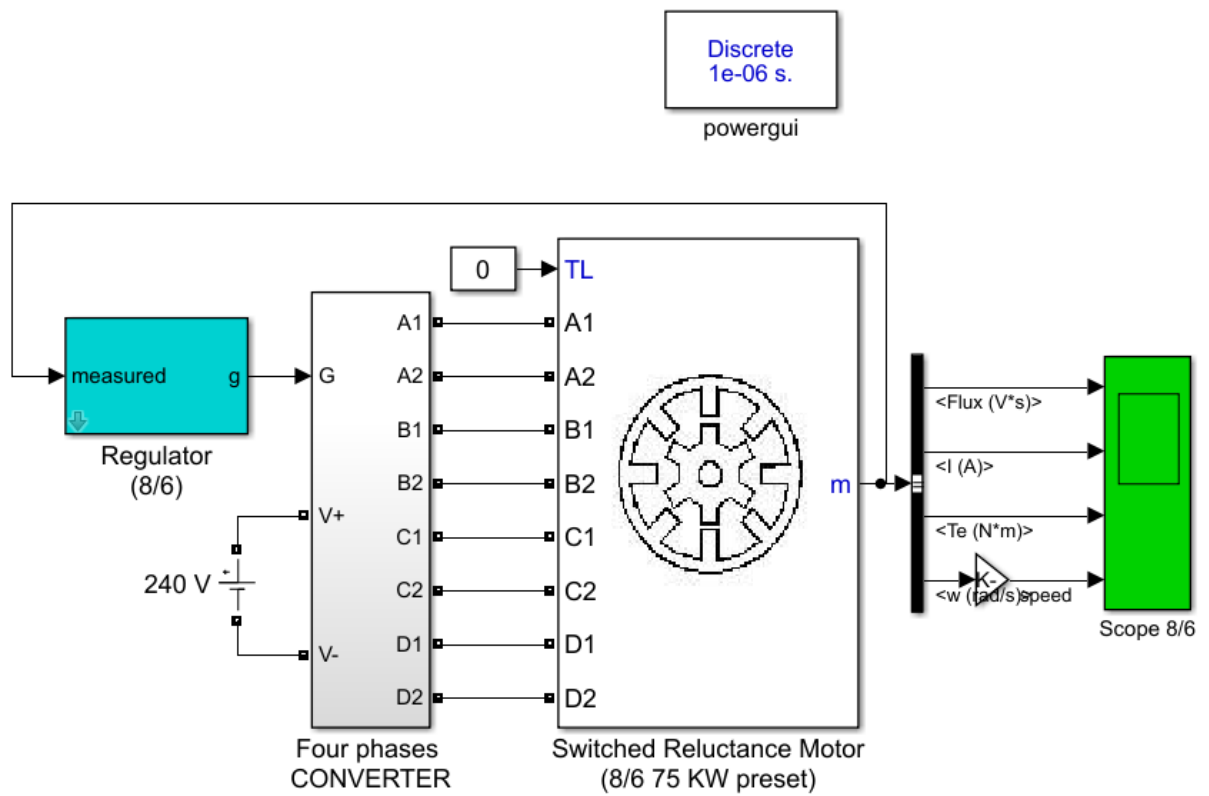 Discrete
1e-06 s.
powergui
0
TL
measured
g
Regulator
(8/6)
240 V
G
V+
V-
A1
A2
B1
B2
C1
C2
D1
D2
Four phases
CONVERTER
A1
A2
B1
B2
C1
C2
D1
D2
m
Switched Reluctance Motor
(8/6 75 KW preset)
<Flux (V*s)>
<I (A)>
<Te (N*m)>
K-
<w (rad/s)>
speed
Scope 8/6